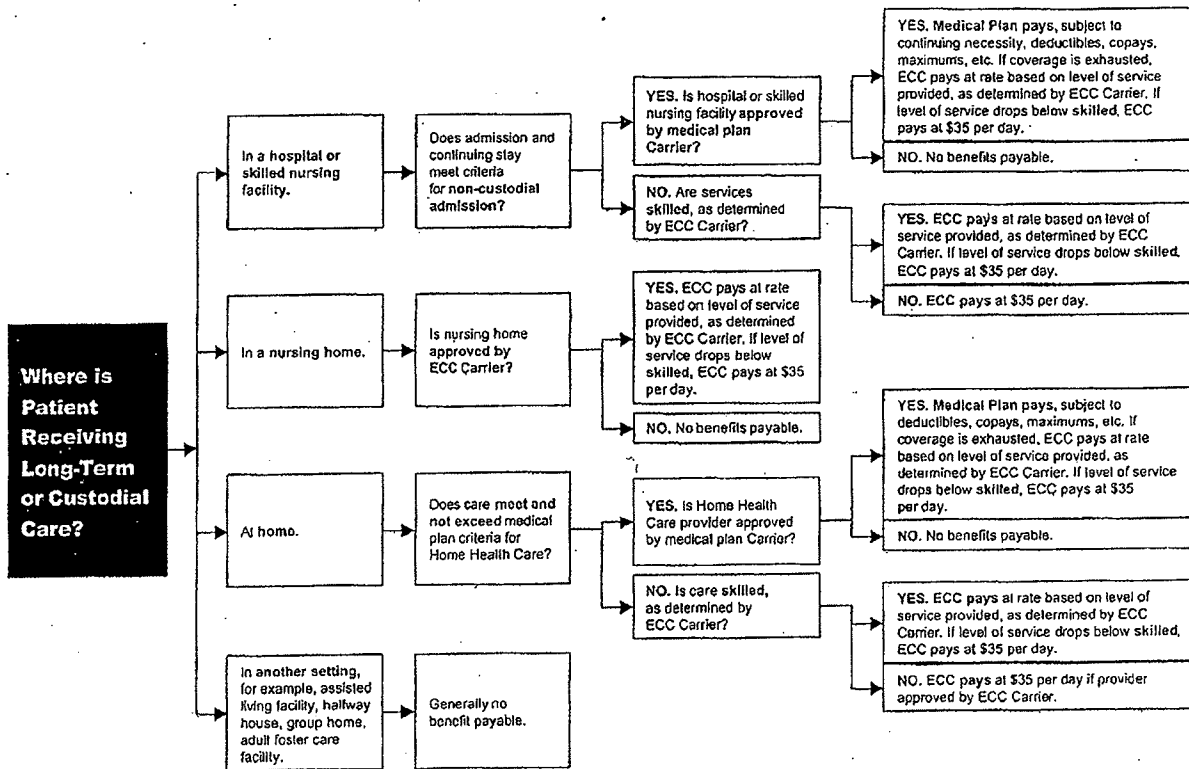 Where is
Patient
Receiving
Long-Term
or Custodial
Care?
In a hospital or
skilled nursing
facility.
Does admission and
continuing stay
meet criteria
for non-custodial
admission?
YES. Is hospital or skilled
nursing facility approved
by medical plan
Carrier?
YES. Medical Plan pays, subject to
continuing necessity, deductibles, copays,
maximums, etc. If coverage is exhausted,
ECC pays at rate based on level of service
provided, as determined by ECC Carrier. If
level of service drops below skilled, ECC
pays at $35 per day.
NO. No benefits payable.
NO. Are services
skilled, as determined
by ECC Carrier?
YES. ECC pays at rate based on level of
service provided, as determined by ECC
Carrier. If level of service drops below skilled,
ECC pays at $35 per day.
NO. ECC pays at $35 per day.
In a nursing home.
Is nursing home
approved by
ECC Carrier?
YES. ECC pays at rate
based on level of service
provided, as determined
by ECC Carrier. If level of
service drops below
skilled, ECC pays at $35
per day.
NO. No benefits payable.
At home.
Does care meet and
not exceed medical
plan criteria for
Home Health Care?
YES. Is Home Health
Care provider approved
by medical plan Carrier?
YES. Medical Plan pays, subject to
deductibles, copays, maximums, etc. If
coverage is exhausted, ECC pays at rate
based on level of service provided, as
determined by ECC Carrier. If level of service
drops below skilled, ECC pays at $35
per day.
NO. No benefits payable.
NO. Is care skilled,
as determined by
ECC Carrier?
YES. ECC pays at rate based on level of
service provided, as determined by ECC
Carrier. If level of service drops below skilled,
ECC pays at $35 per day.
NO. ECC pays at $35 per day if provider
approved by ECC Carrier.
In another setting,
for example, assisted
living facility, halfway
house, group home,
adult foster care
facility.
Generally no
benefit payable.